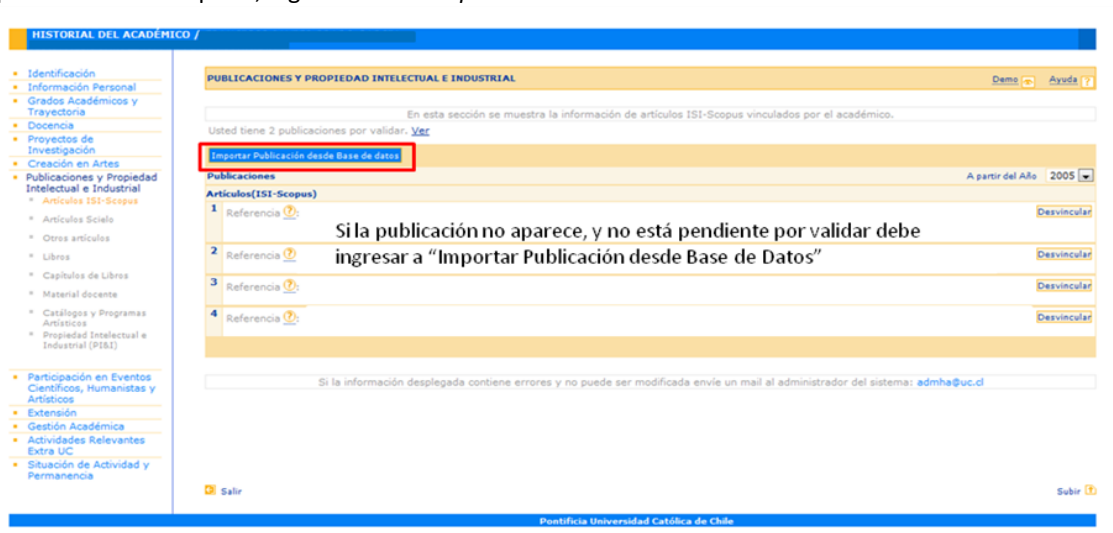 HISTORIAL DEL ACADÉMICO /
Identificación
Información Personal
Grados Académicos y
Trayectoria
Docencia
Proyectos de
Investigación
Creación en Artes
Publicaciones y Propiedad
Intelectual e Industrial
Artículos ISI-Scopus
Artículos Scielo
Otros artículos
Libros
Capítulos de Libros
Material docente
Catálogos y Programas
Artísticos
Propiedad Intelectual e
Industrial (PI&I)
Participación en Eventos
Científicos, Humanistas y
Artísticos
Extensión
Gestión Académica
Actividades Relevantes
Extra UC
Situación de Actividad y
Permanencia
PUBLICACIONES Y PROPIEDAD INTELECTUAL E INDUSTRIAL Demo Ayuda ?
En esta sección se muestra la información de artículos ISI-Scopus vinculados por el académico.
Usted tiene 2 publicaciones por validar. Ver
Importar Publicación desde Base de datos
Publicaciones A partir del Año 2005
Artículos(ISI-Scopus)
1 Referencia ?: Desvincular
Si la publicación no aparece, y no está pendiente por validar debe
2 Referencia ? ingresar a “Importar Publicación desde Base de Datos” Desvincular
3 Referencia ?: Desvincular
4 Referencia ?: Desvincular
Si la información desplegada contiene errores y no puede ser modificada envíe un mail al administrador del sistema: admha@uc.cl
Salir Subir
Pontificia Universidad Católica de Chile